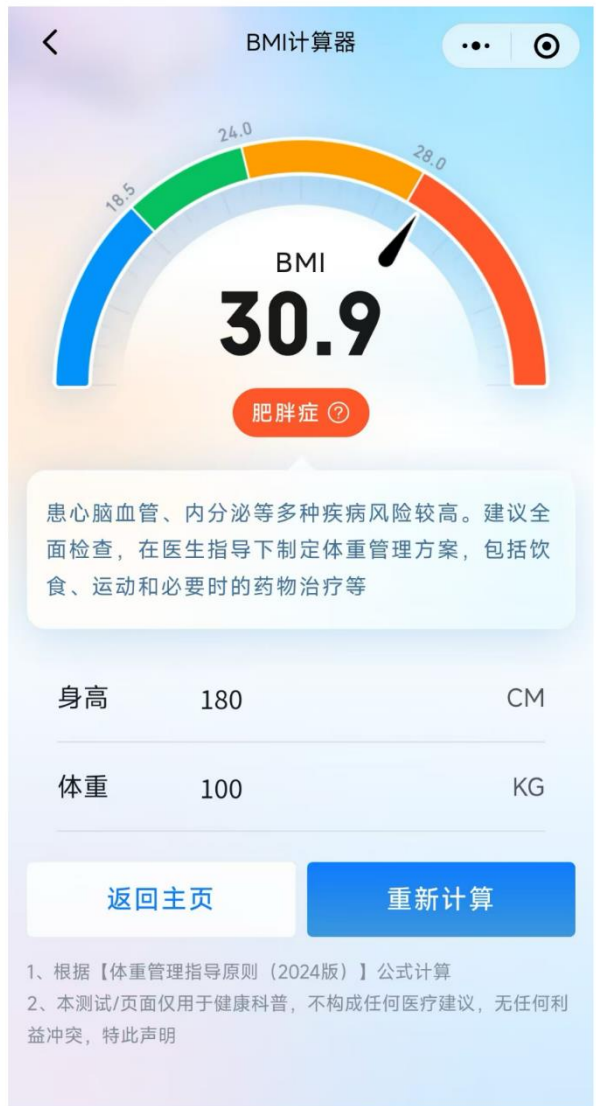 BMI计算器
18.5
24.0
28.0
BMI
30.9
肥胖症 ?
患心脑血管、内分泌等多种疾病风险较高。建议全
面检查，在医生指导下制定体重管理方案，包括饮
食、运动和必要时的药物治疗等
身高 180 CM
体重 100 KG
返回主页 重新计算
1、根据【体重管理指导原则（2024版）】公式计算
2、本测试/页面仅用于健康科普，不构成任何医疗建议，无任何利
益冲突，特此声明